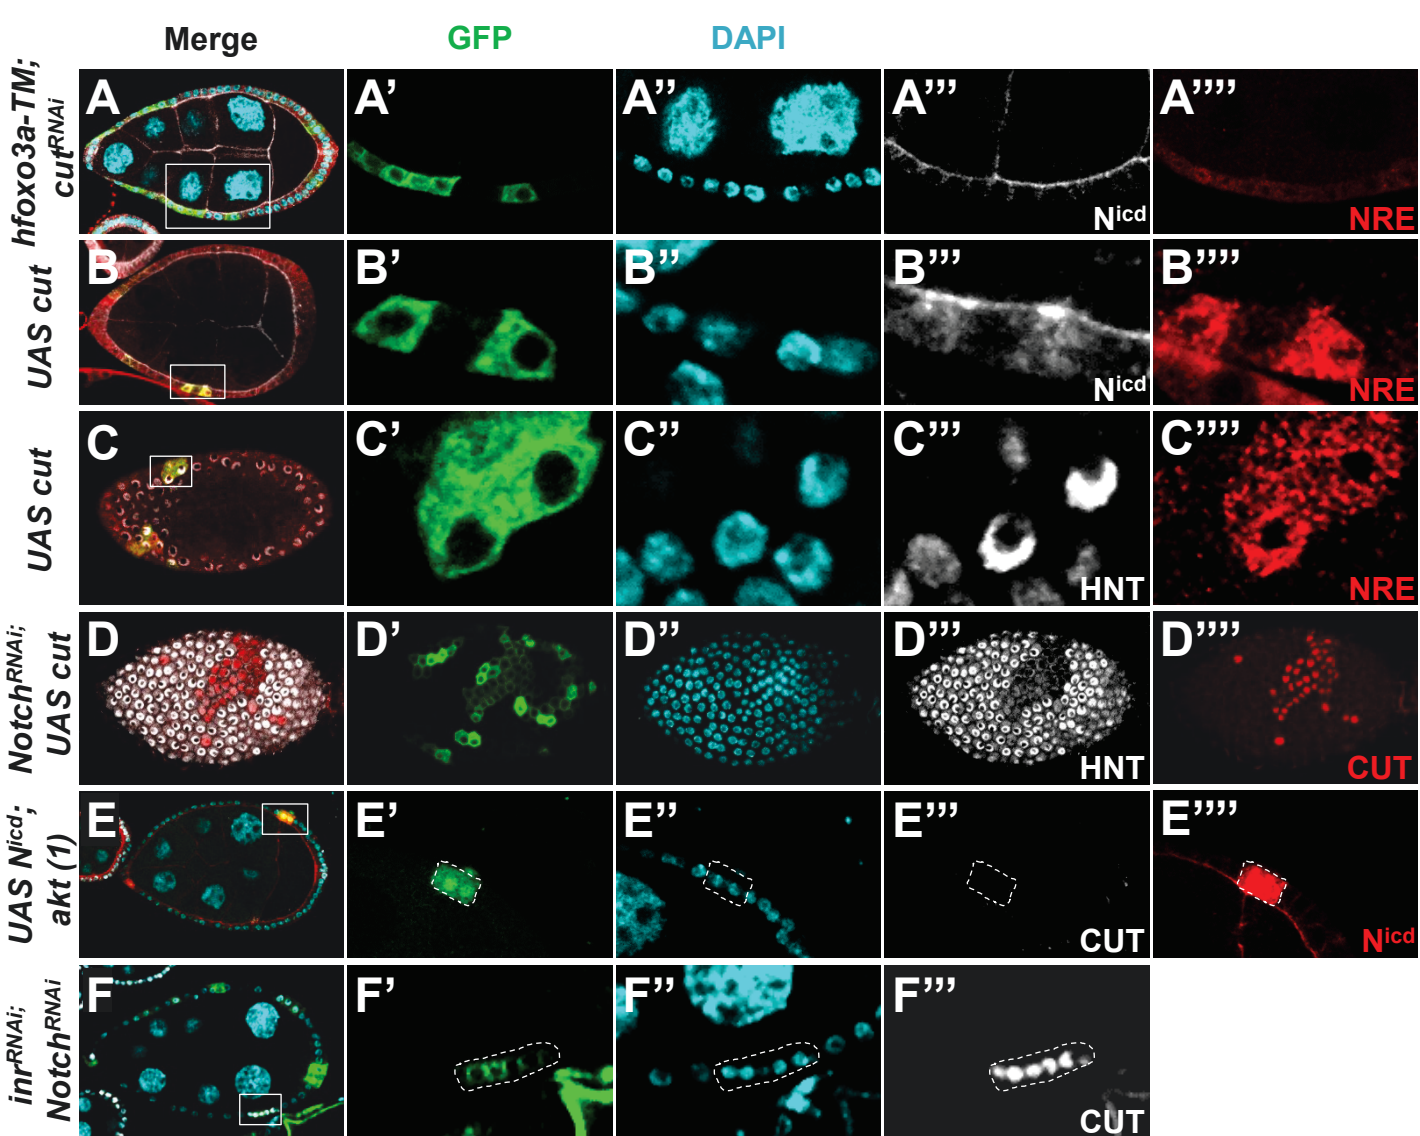 Merge GFP DAPI
hfoxo3a-TM;
cutRNAi
A A’ A’’ A’’’ A’’’’
Nicd NRE
UAS cut
B B’ B’’ B’’’ B’’’’
Nicd NRE
UAS cut
C C’ C’’ C’’’ C’’’’
HNT NRE
NotchRNAi;
UAS cut
D D’ D’’ D’’’ D’’’’
HNT CUT
UAS Nicd;
akt (1)
E E’ E’’ E’’’ E’’’’
CUT Nicd
inrRNAi;
NotchRNAi
F F’ F’’ F’’’
CUT